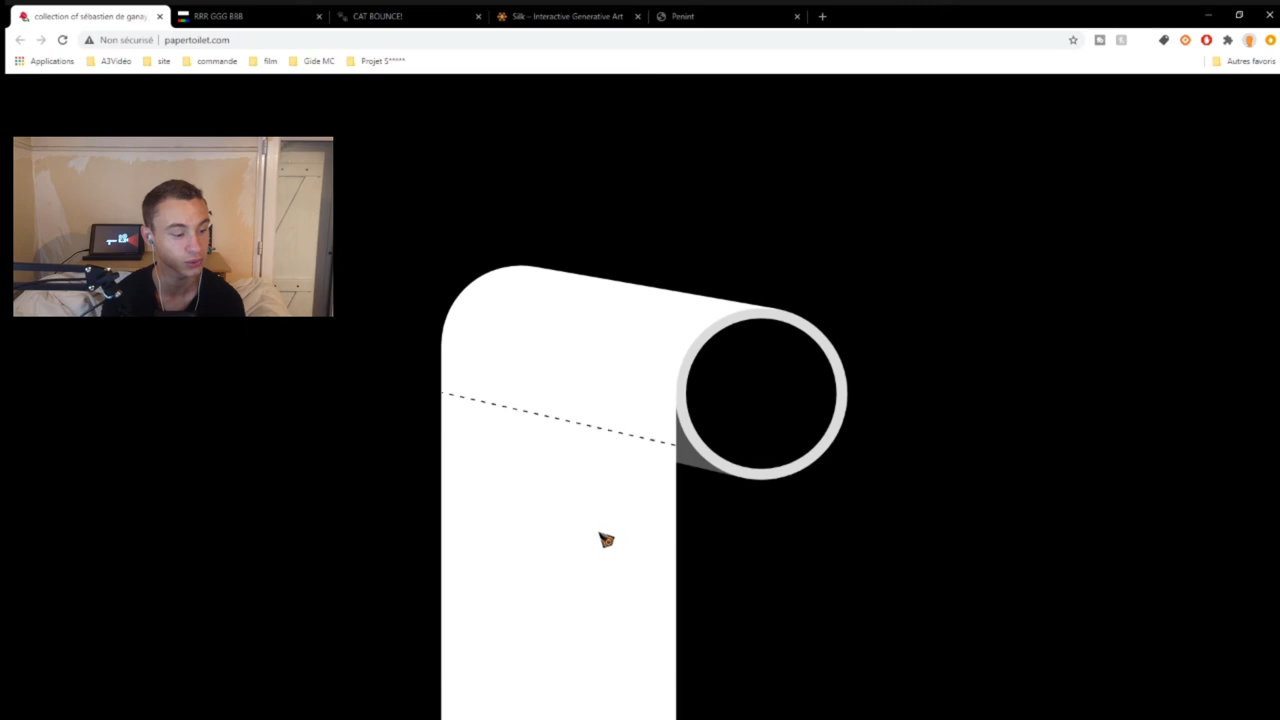 collection of sébastien de ganay
RRR GGG BBB
CAT BOUNCE!
Silk – Interactive Generative Art
Penint
Non sécurisé
papertoilet.com
Applications
A3Vidéo
site
commande
film
Gide MC
Projet S*****
Autres favoris